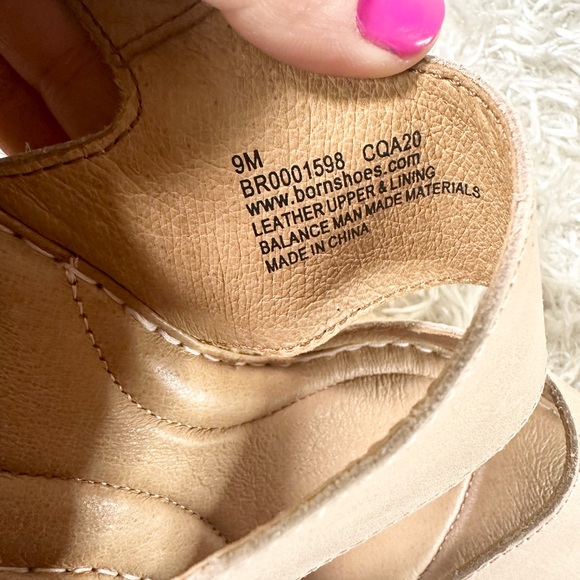 9M
BR0001598 CQA20
www.bornshoes.com
LEATHER UPPER & LINING
BALANCE MAN MADE MATERIALS
MADE IN CHINA